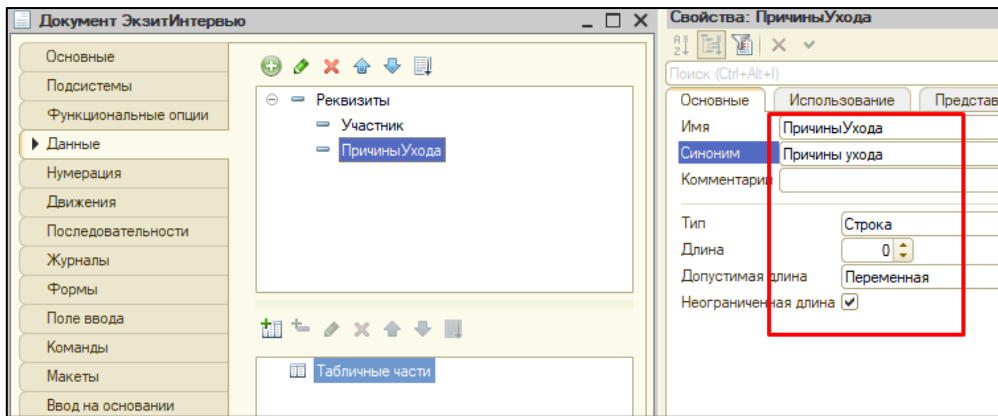 Документ ЭкзитИнтервью
Основные
Подсистемы
Функциональные опции
Данные
Нумерация
Движения
Последовательности
Журналы
Формы
Поле ввода
Команды
Макеты
Ввод на основании
Реквизиты
Участник
ПричиныУхода
Табличные части
Свойства: ПричиныУхода
Поиск (Ctrl+Alt+I)
Основные Использование Представ
Имя ПричиныУхода
Синоним Причины ухода
Комментарий
Тип Строка
Длина 0
Допустимая длина Переменная
Неограниченная длина